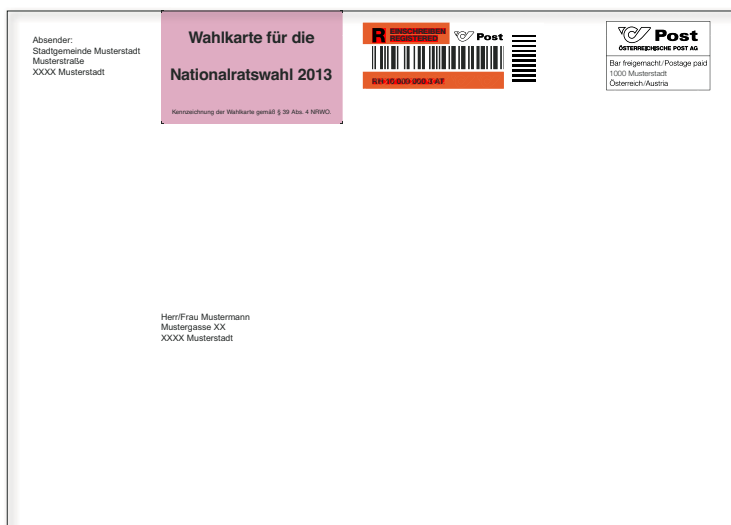 Absender:
Stadtgemeinde Musterstadt
Musterstraße
XXXX Musterstadt
Wahlkarte für die
Nationalratswahl 2013
Kennzeichnung der Wahlkarte gemäß § 39 Abs. 4 NRWO.
R EINSCHREIBEN
REGISTERED
Post
Post
ÖSTERREICHISCHE POST AG
Bar freigemacht/Postage paid
1000 Musterstadt
Österreich/Austria
Herr/Frau Mustermann
Mustergasse XX
XXXX Musterstadt